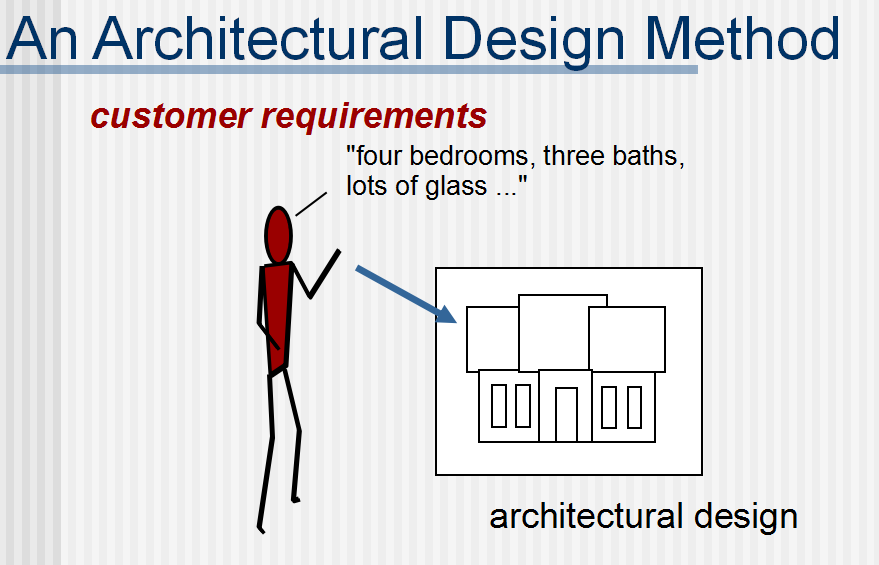 An Architectural Design Method
customer requirements
"four bedrooms, three baths,
lots of glass ..."
architectural design